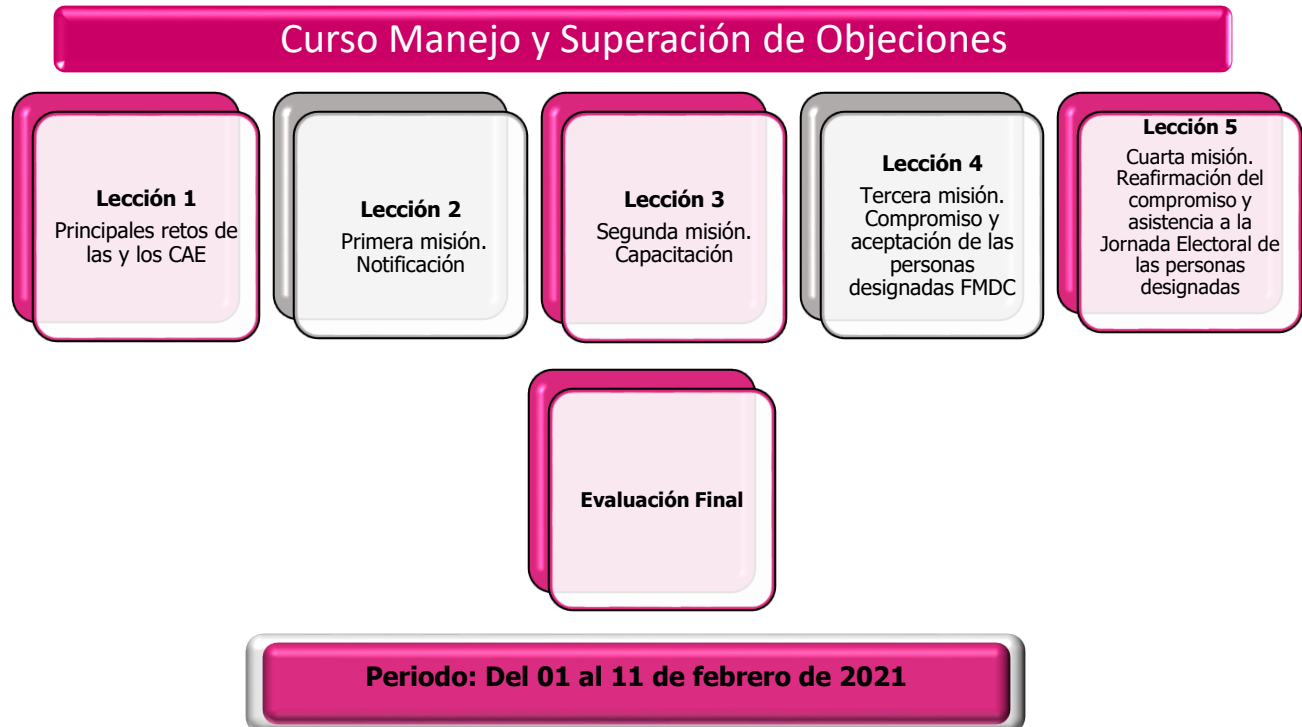 Curso Manejo y Superación de Objeciones
Lección 1
Principales retos de
las y los CAE
Lección 2
Primera misión.
Notificación
Lección 3
Segunda misión.
Capacitación
Lección 4
Tercera misión.
Compromiso y
aceptación de las
personas
designadas FMDC
Lección 5
Cuarta misión.
Reafirmación del
compromiso y
asistencia a la
Jornada Electoral de
las personas
designadas
Evaluación Final
Periodo: Del 01 al 11 de febrero de 2021